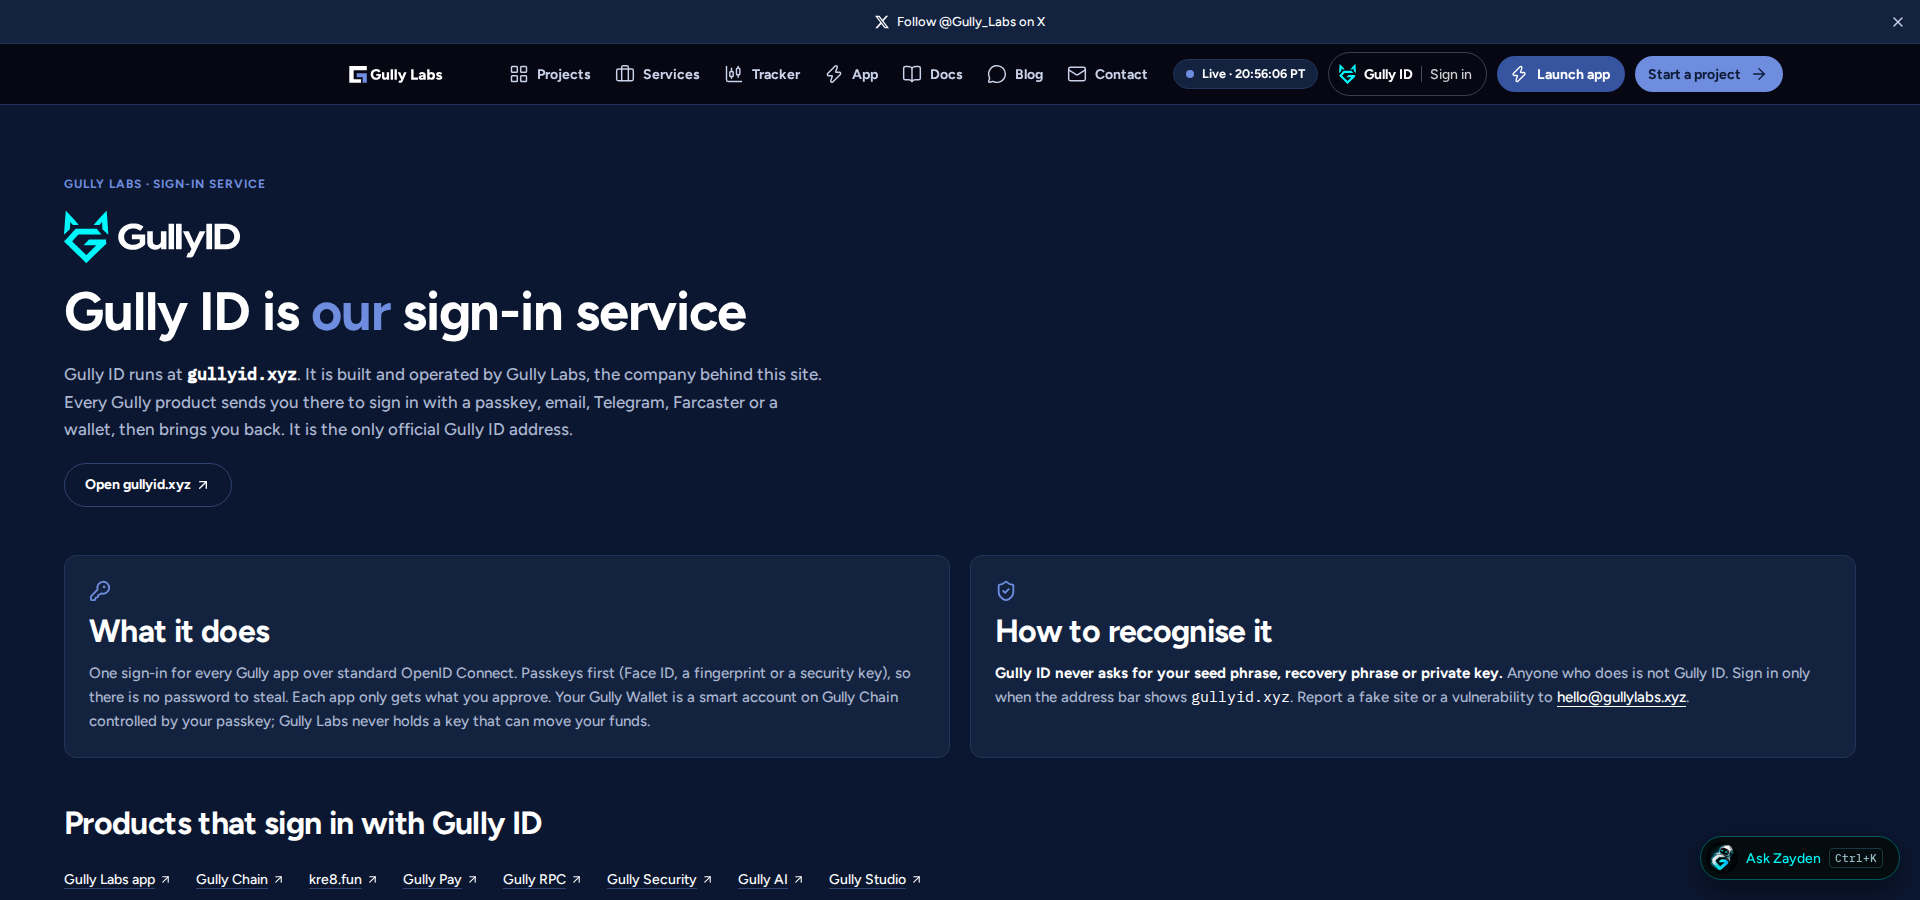 Follow @Gully_Labs on X
Gully Labs
Projects
Services
Tracker
App
Docs
Blog
Contact
Live · 20:56:06 PT
Gully ID
Sign in
Launch app
Start a project
GULLY LABS · SIGN-IN SERVICE
GullyID
Gully ID is our sign-in service
Gully ID runs at gullyid.xyz. It is built and operated by Gully Labs, the company behind this site.
Every Gully product sends you there to sign in with a passkey, email, Telegram, Farcaster or a
wallet, then brings you back. It is the only official Gully ID address.
Open gullyid.xyz
What it does
One sign-in for every Gully app over standard OpenID Connect. Passkeys first (Face ID, a fingerprint or a security key), so
there is no password to steal. Each app only gets what you approve. Your Gully Wallet is a smart account on Gully Chain
controlled by your passkey; Gully Labs never holds a key that can move your funds.
How to recognise it
Gully ID never asks for your seed phrase, recovery phrase or private key. Anyone who does is not Gully ID. Sign in only
when the address bar shows gullyid.xyz. Report a fake site or a vulnerability to hello@gullylabs.xyz.
Products that sign in with Gully ID
Gully Labs app
Gully Chain
kre8.fun
Gully Pay
Gully RPC
Gully Security
Gully AI
Gully Studio
Ask Zayden
Ctrl+K